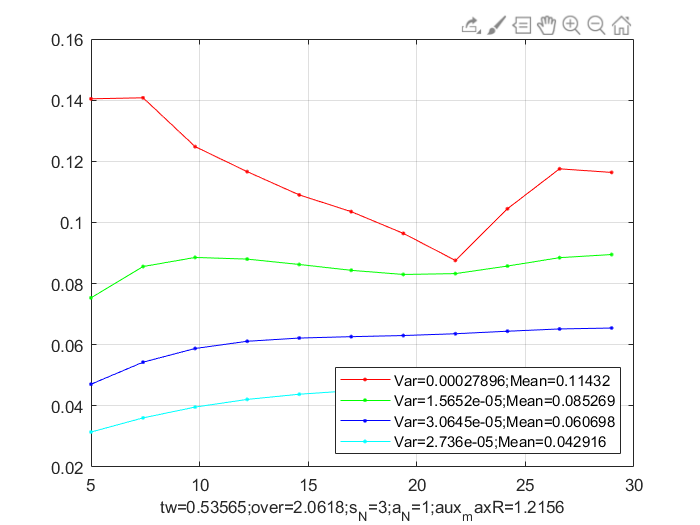 0.16
0.14
0.12
0.1
0.08
0.06
0.04
0.02
Var=0.00027896;Mean=0.11432
Var=1.5652e-05;Mean=0.085269
Var=3.0645e-05;Mean=0.060698
Var=2.736e-05;Mean=0.042916
5 10 15 20 25 30
tw=0.53565;over=2.0618;s_N=3;a_N=1;aux_maxR=1.2156